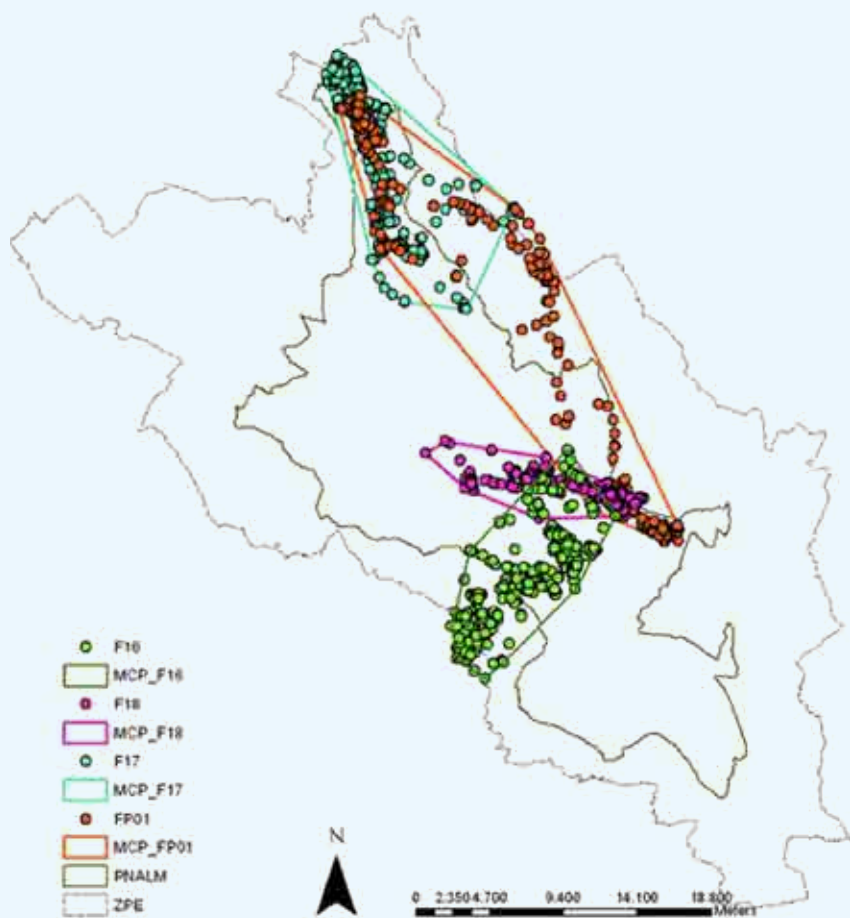 F16
MCP_F16
F18
MCP_F18
F17
MCP_F17
FP01
MCP_FP01
PNALM
ZPE
N
0 2.350 4.700 9.400 14.100 18.800
Meters